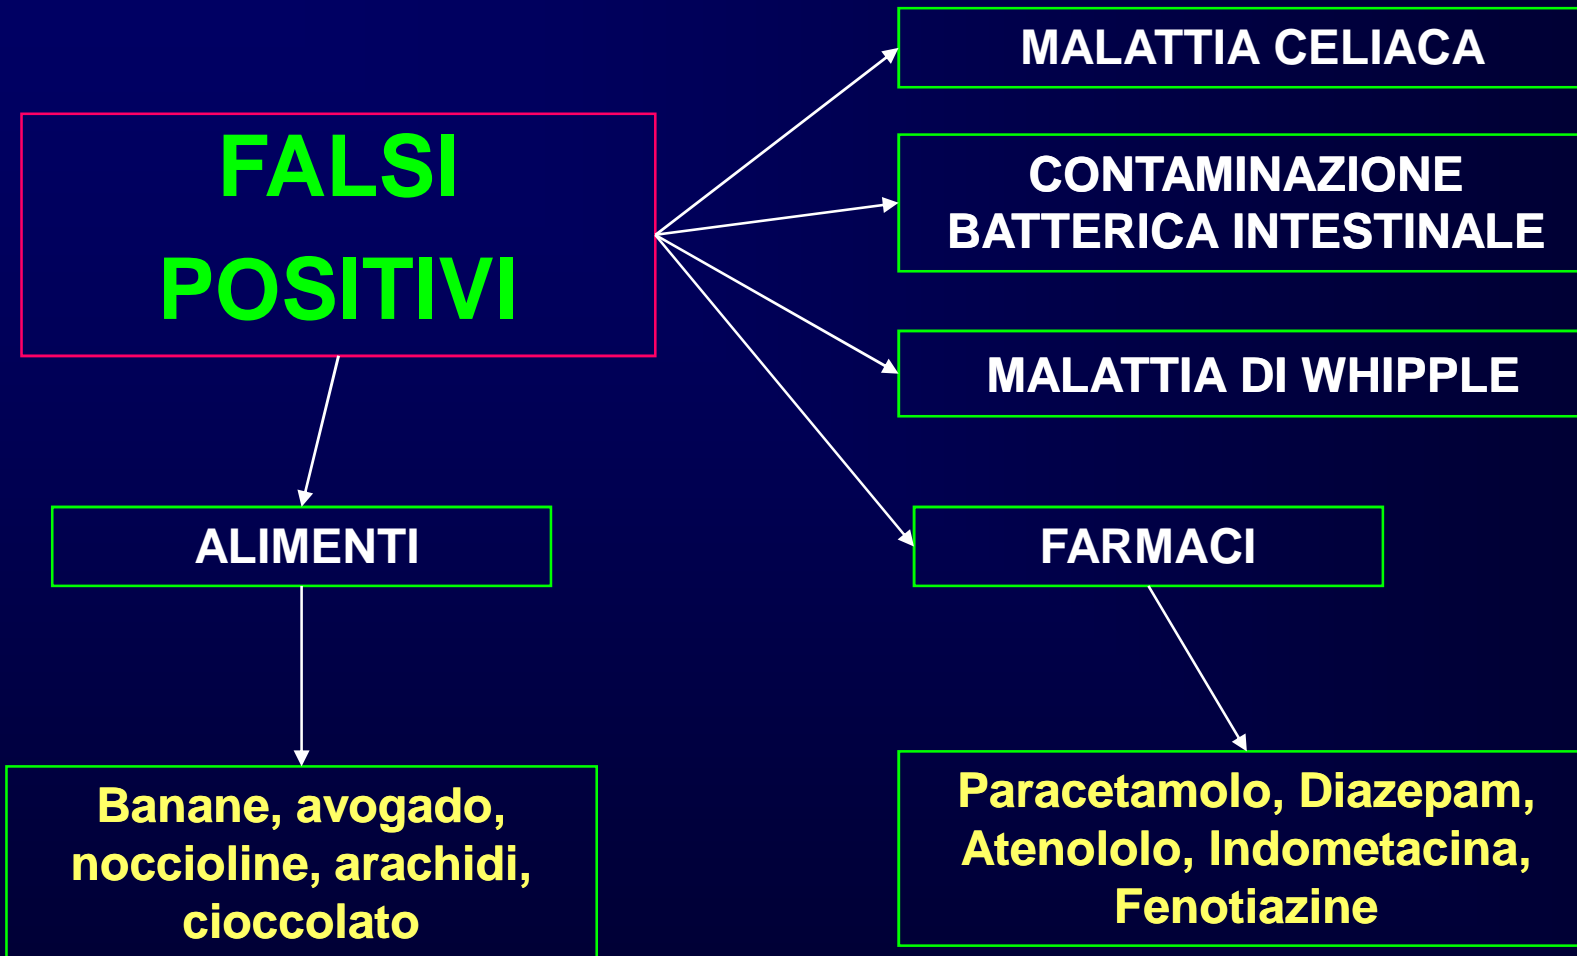 FALSI
POSITIVI
MALATTIA CELIACA
CONTAMINAZIONE
BATTERICA INTESTINALE
MALATTIA DI WHIPPLE
ALIMENTI
FARMACI
Banane, avogado,
noccioline, arachidi,
cioccolato
Paracetamolo, Diazepam,
Atenololo, Indometacina,
Fenotiazine